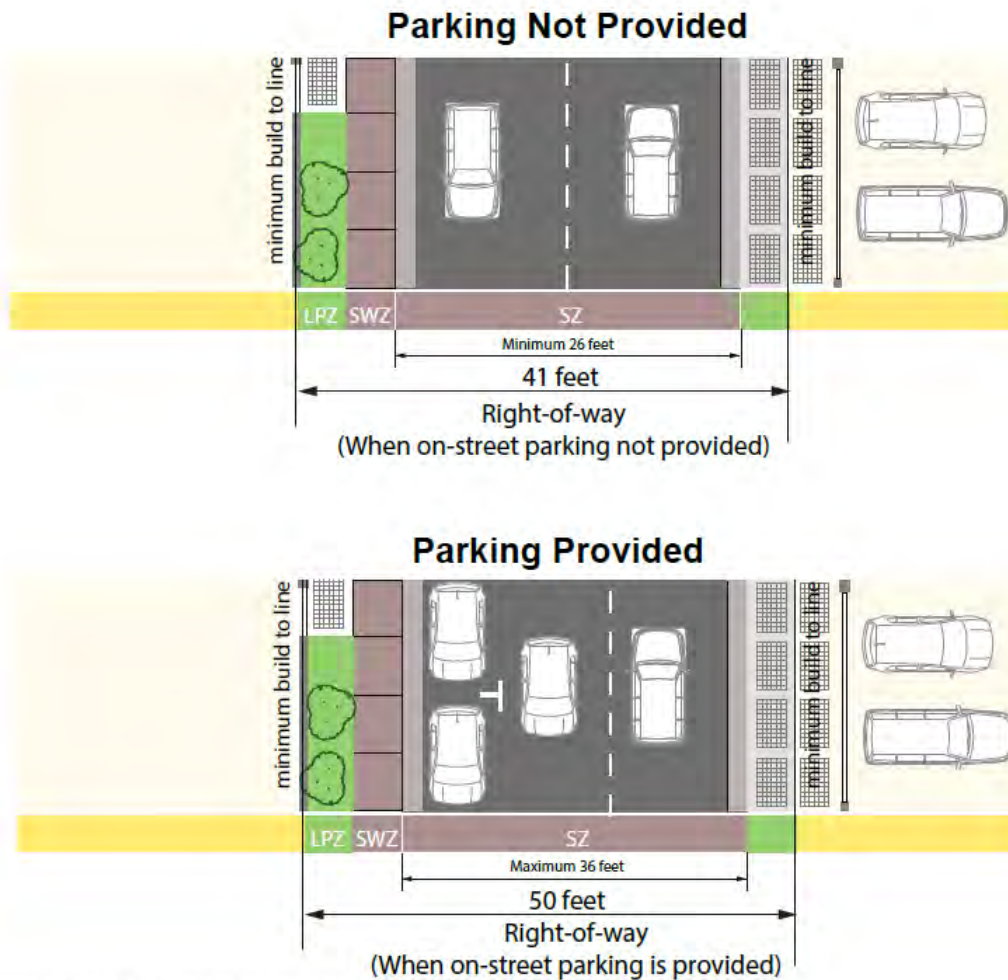 Parking Not Provided
minimum build to line
minimum build to line
LPZ SWZ SZ
Minimum 26 feet
41 feet
Right-of-way
(When on-street parking not provided)
Parking Provided
minimum build to line
minimum build to line
LPZ SWZ SZ
Maximum 36 feet
50 feet
Right-of-way
(When on-street parking is provided)